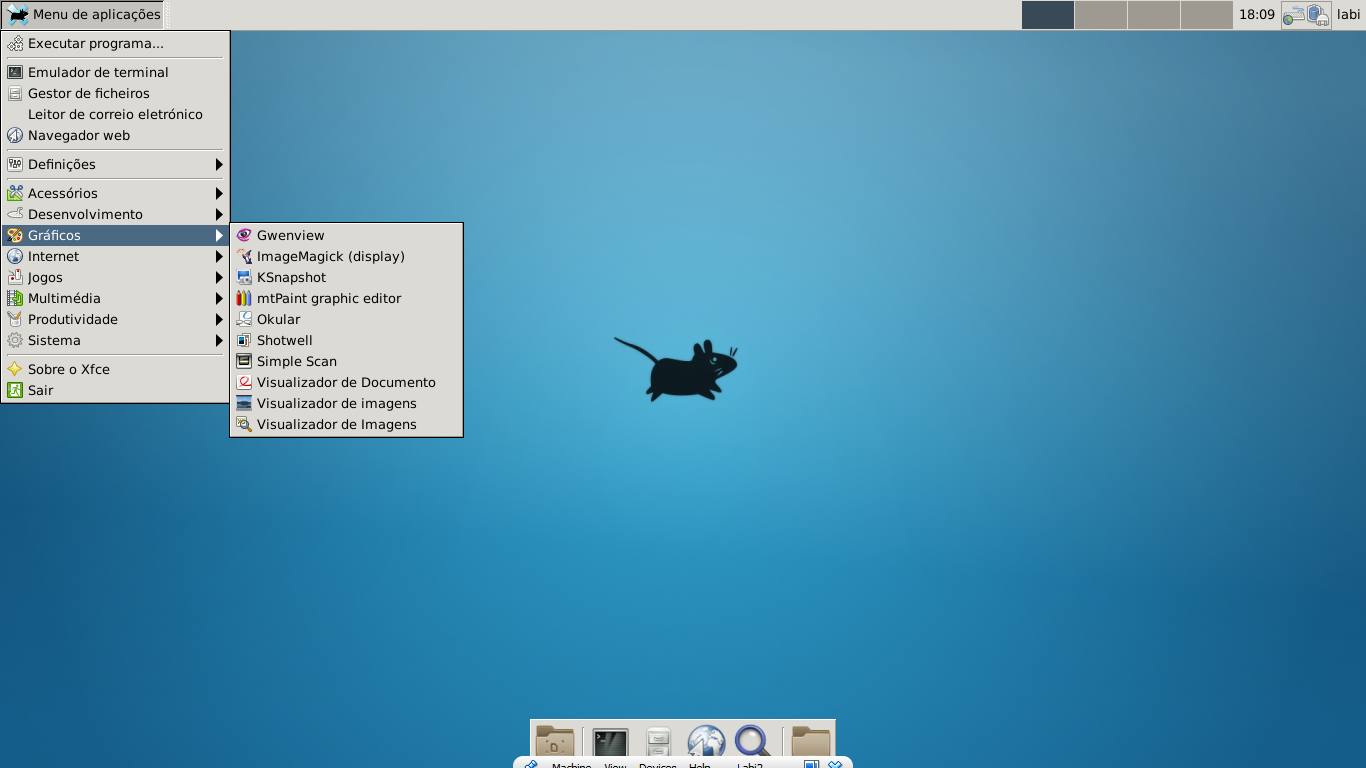 Menu de aplicações
18:09
labi
Executar programa...
Emulador de terminal
Gestor de ficheiros
Leitor de correio eletrónico
Navegador web
Definições
Acessórios
Desenvolvimento
Gráficos
Internet
Jogos
Multimédia
Produtividade
Sistema
Sobre o Xfce
Sair
Gwenview
ImageMagick (display)
KSnapshot
mtPaint graphic editor
Okular
Shotwell
Simple Scan
Visualizador de Documento
Visualizador de imagens
Visualizador de Imagens
Machine View Devices Help Labi2